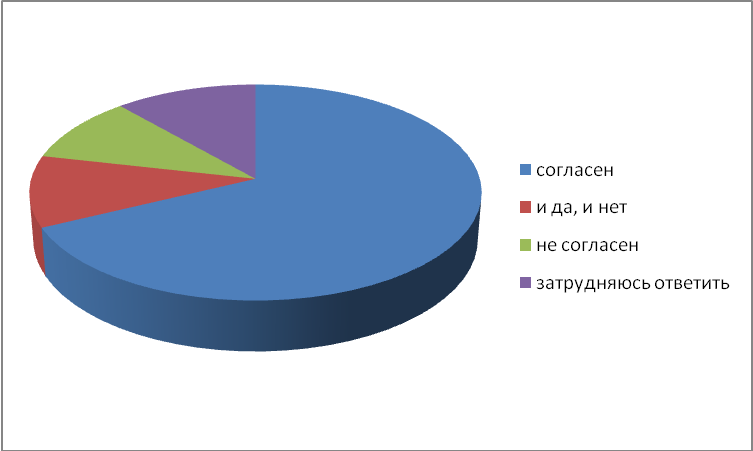 согласен
и да, и нет
не согласен
затрудняюсь ответить